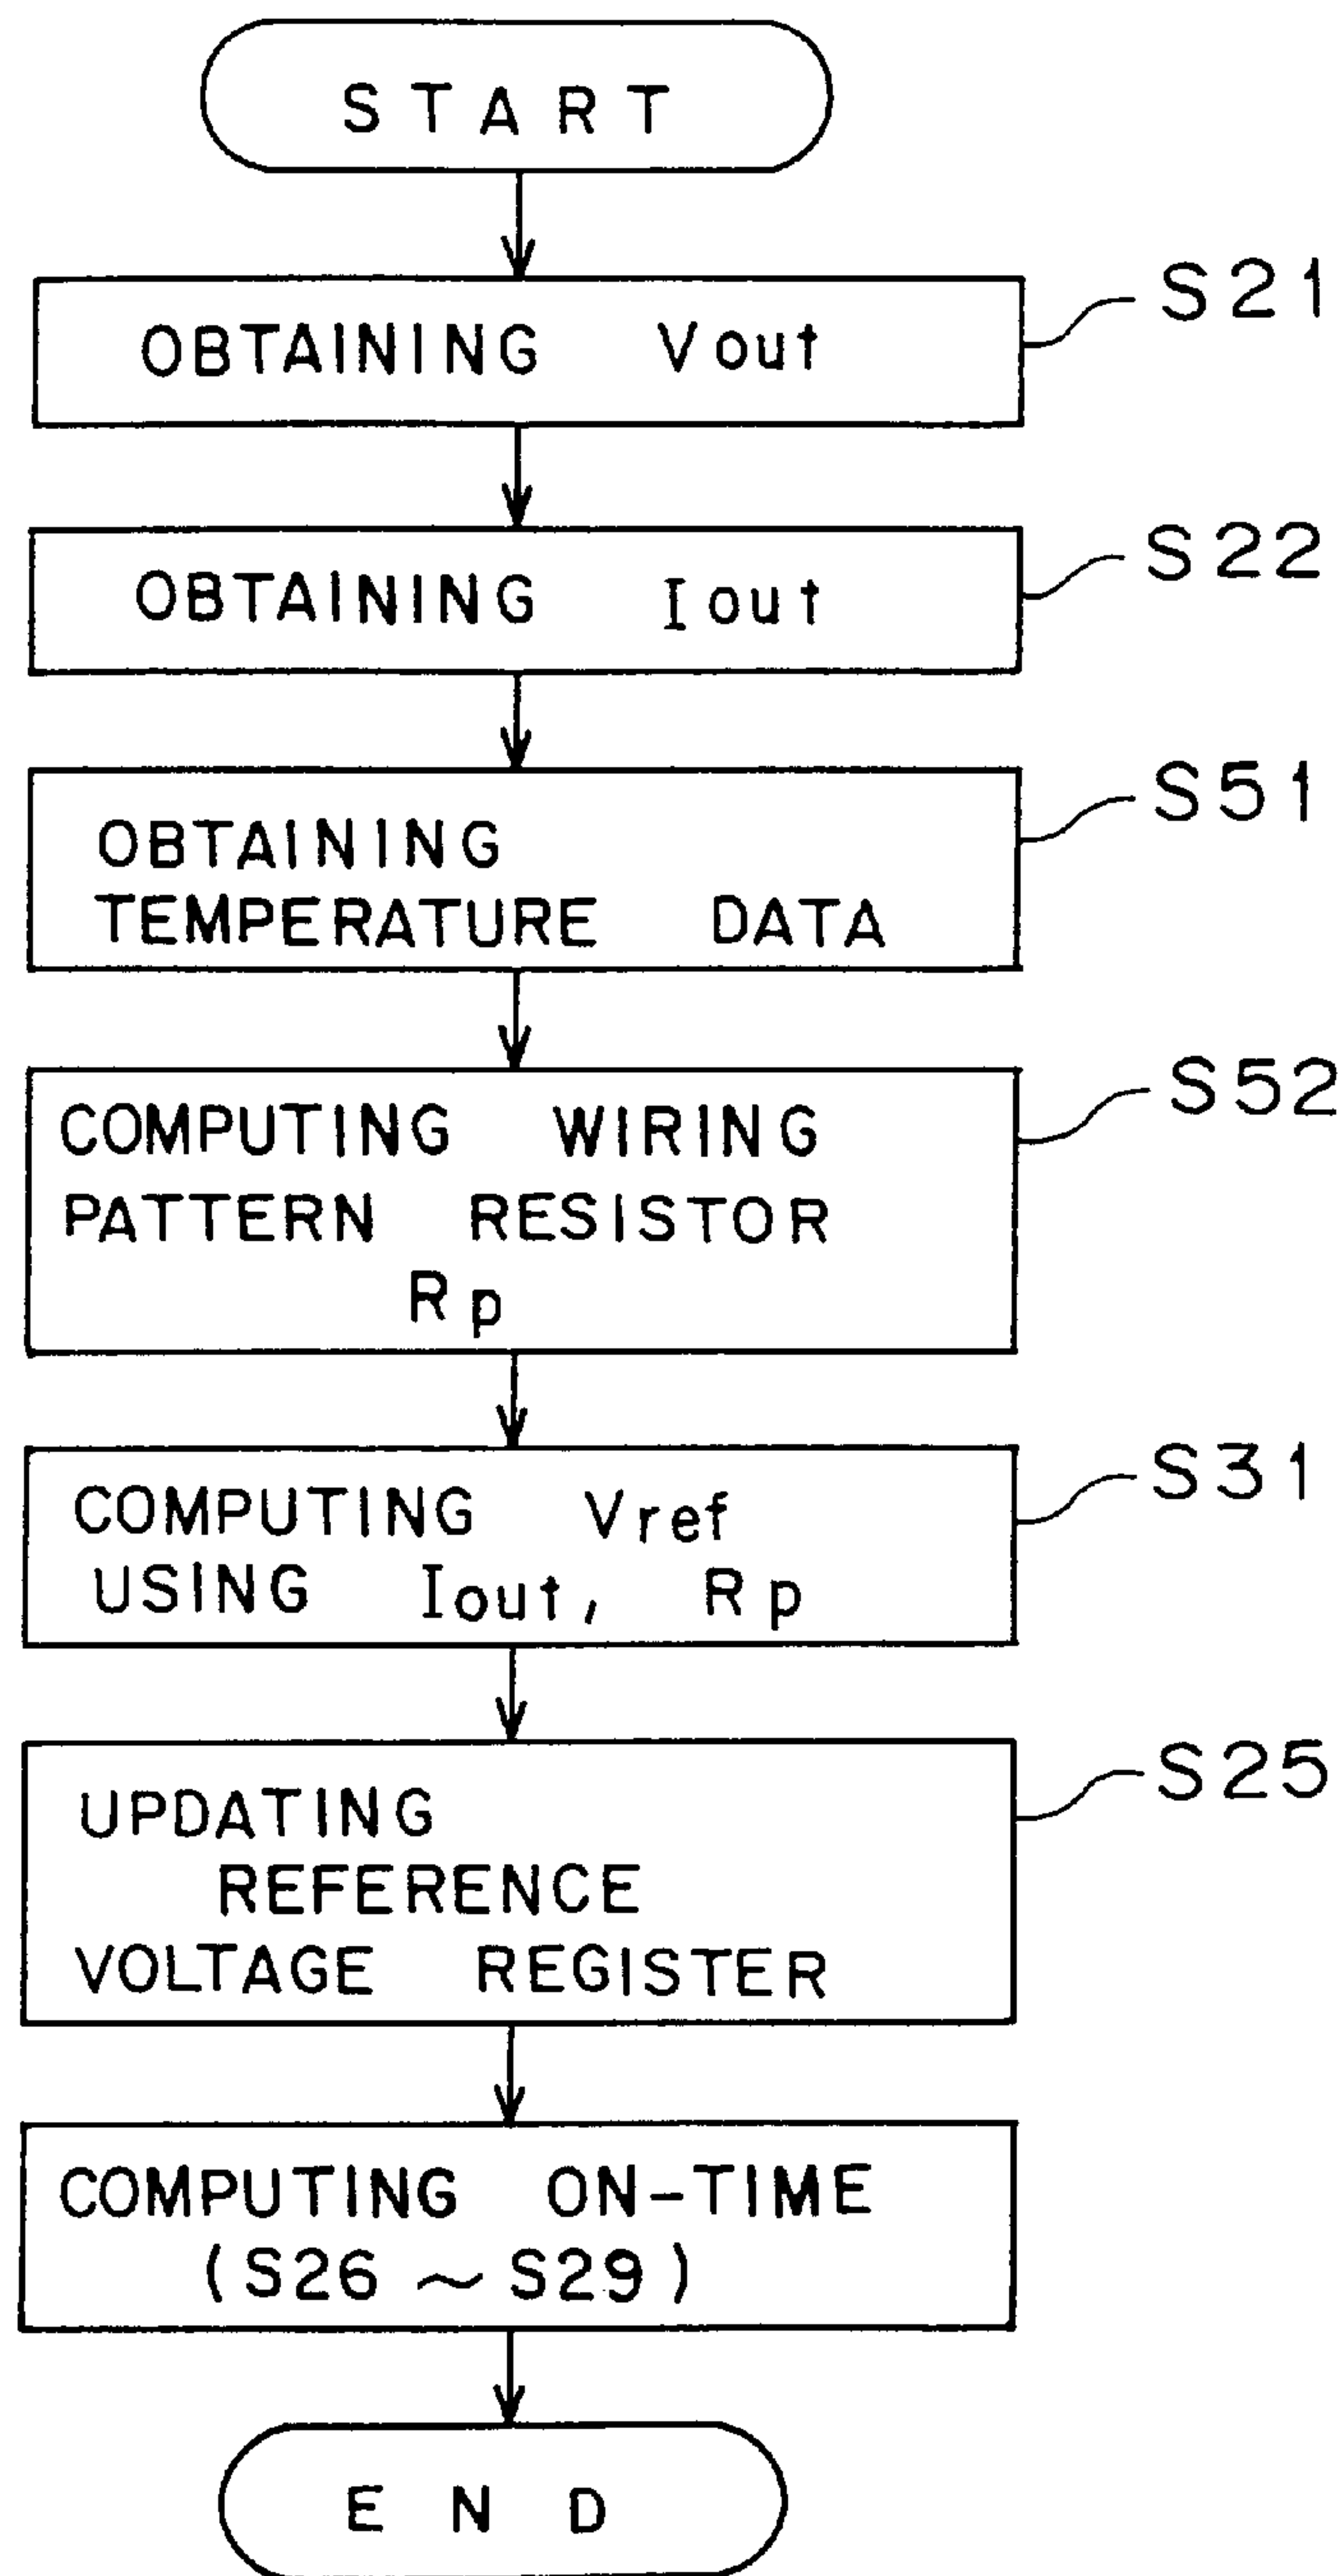 START
S21
OBTAINING Vout
S22
OBTAINING Iout
S51
OBTAINING
TEMPERATURE DATA
S52
COMPUTING WIRING
PATTERN RESISTOR
Rp
S31
COMPUTING Vref
USING Iout, Rp
S25
UPDATING
REFERENCE
VOLTAGE REGISTER
COMPUTING ON-TIME
(S26 ~ S29)
END